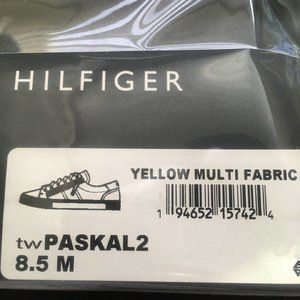 HILFIGER
YELLOW MULTI FABRIC
1 94652 15742 4
twPASKAL2
8.5 M